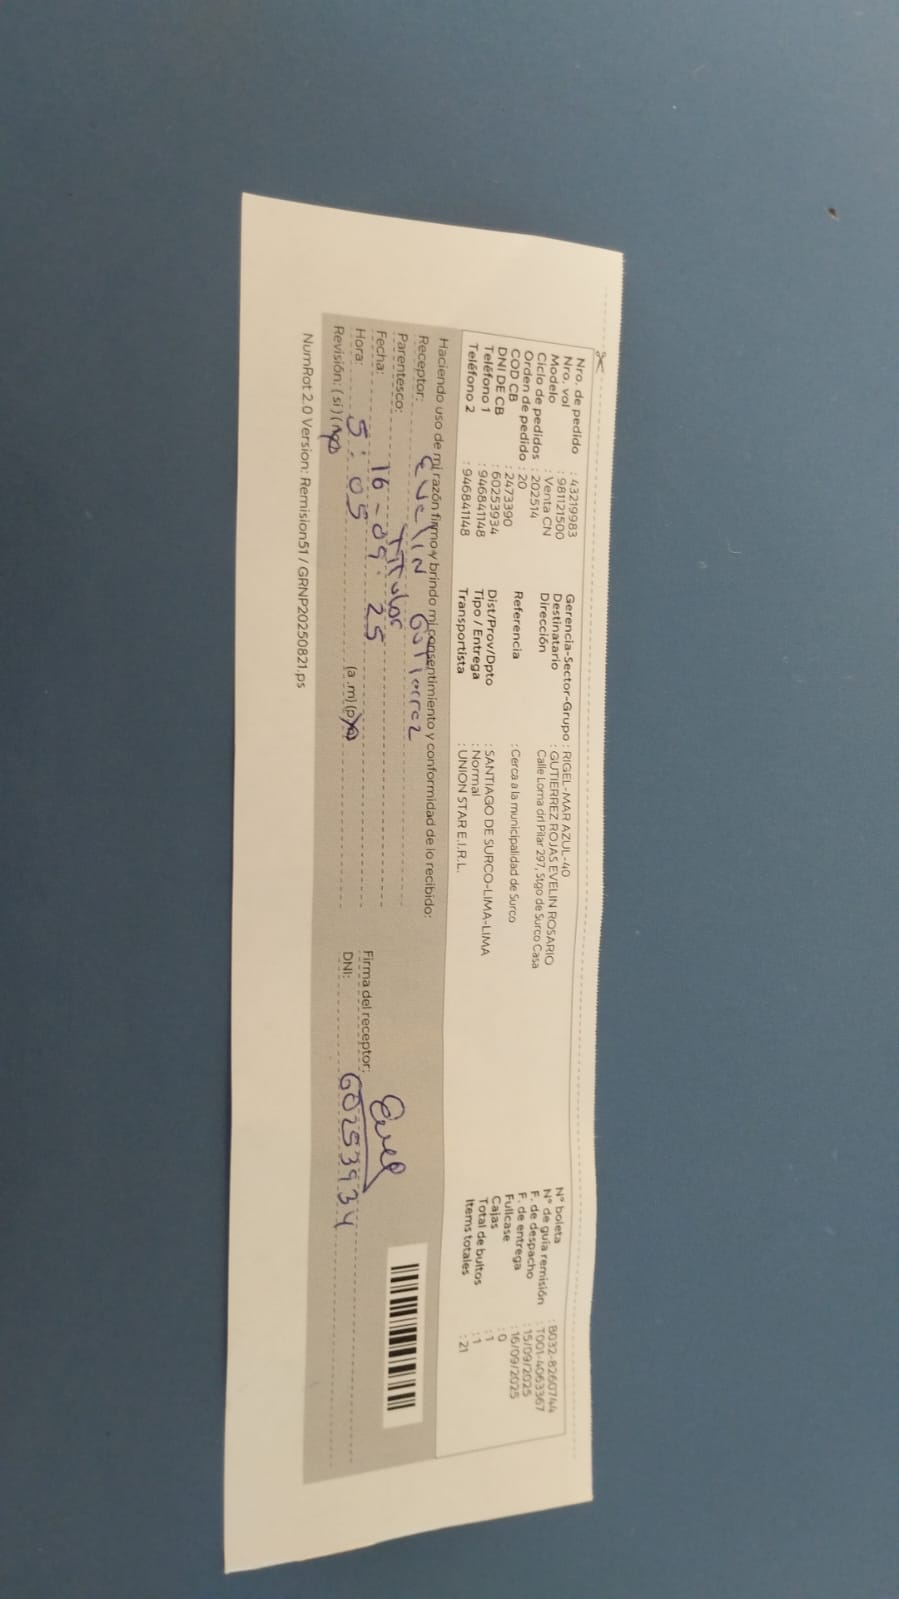 Nro. de pedido : 43219983
Nro. val : 981121500
Modelo : Venta CN
Ciclo de pedidos : 202514
Orden de pedido : 20
COD CB : 2473390
DNI DE CB : 60253934
Teléfono 1 : 946841148
Teléfono 2 : 946841148
Gerencia-Sector-Grupo : RIGEL-MAR AZUL-40
Destinatario : GUTIERREZ ROJAS EVELIN ROSARIO
Dirección Calle Loma drl Pilar 297, Stgo de Surco Casa
Referencia : Cerca a la municipalidad de Surco
Dist/Prov/Dpto : SANTIAGO DE SURCO-LIMA-LIMA
Tipo / Entrega : Normal
Transportista : UNION STAR E.I.R.L.
N° boleta : B032-8260744
N° de guía remisión : T001-4063367
F. de despacho : 15/09/2025
F. de entrega : 16/09/2025
Fullcase : 0
Cajas : 1
Total de bultos : 1
Items totales : 21
Haciendo uso de mi razón firmo y brindo mi consentimiento y conformidad de lo recibido:
Receptor: Evelin Gutierrez
Parentesco: Titular
Fecha: 16-09-25
Hora: 5:05 (a.m)(p.m)
Revisión: (si)(no)
Firma del receptor: Evel
DNI: 60253934
NumRot 2.0 Version: Remision51 / GRNP20250821.ps